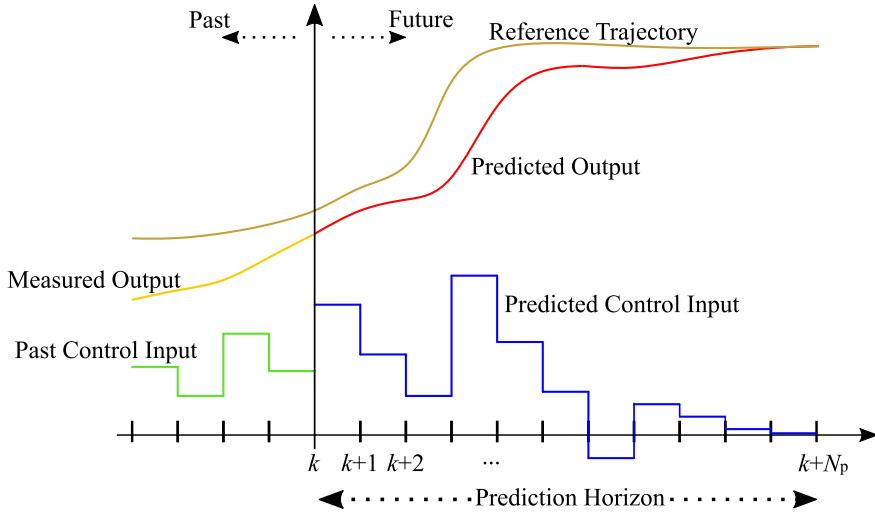 Past
Future
Reference Trajectory
Predicted Output
Measured Output
Predicted Control Input
Past Control Input
k
k+1
k+2
...
k+Nₚ
Prediction Horizon